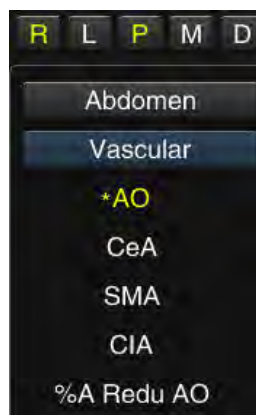 R L P M D
Abdomen
Vascular
*AO
CeA
SMA
CIA
%A Redu AO